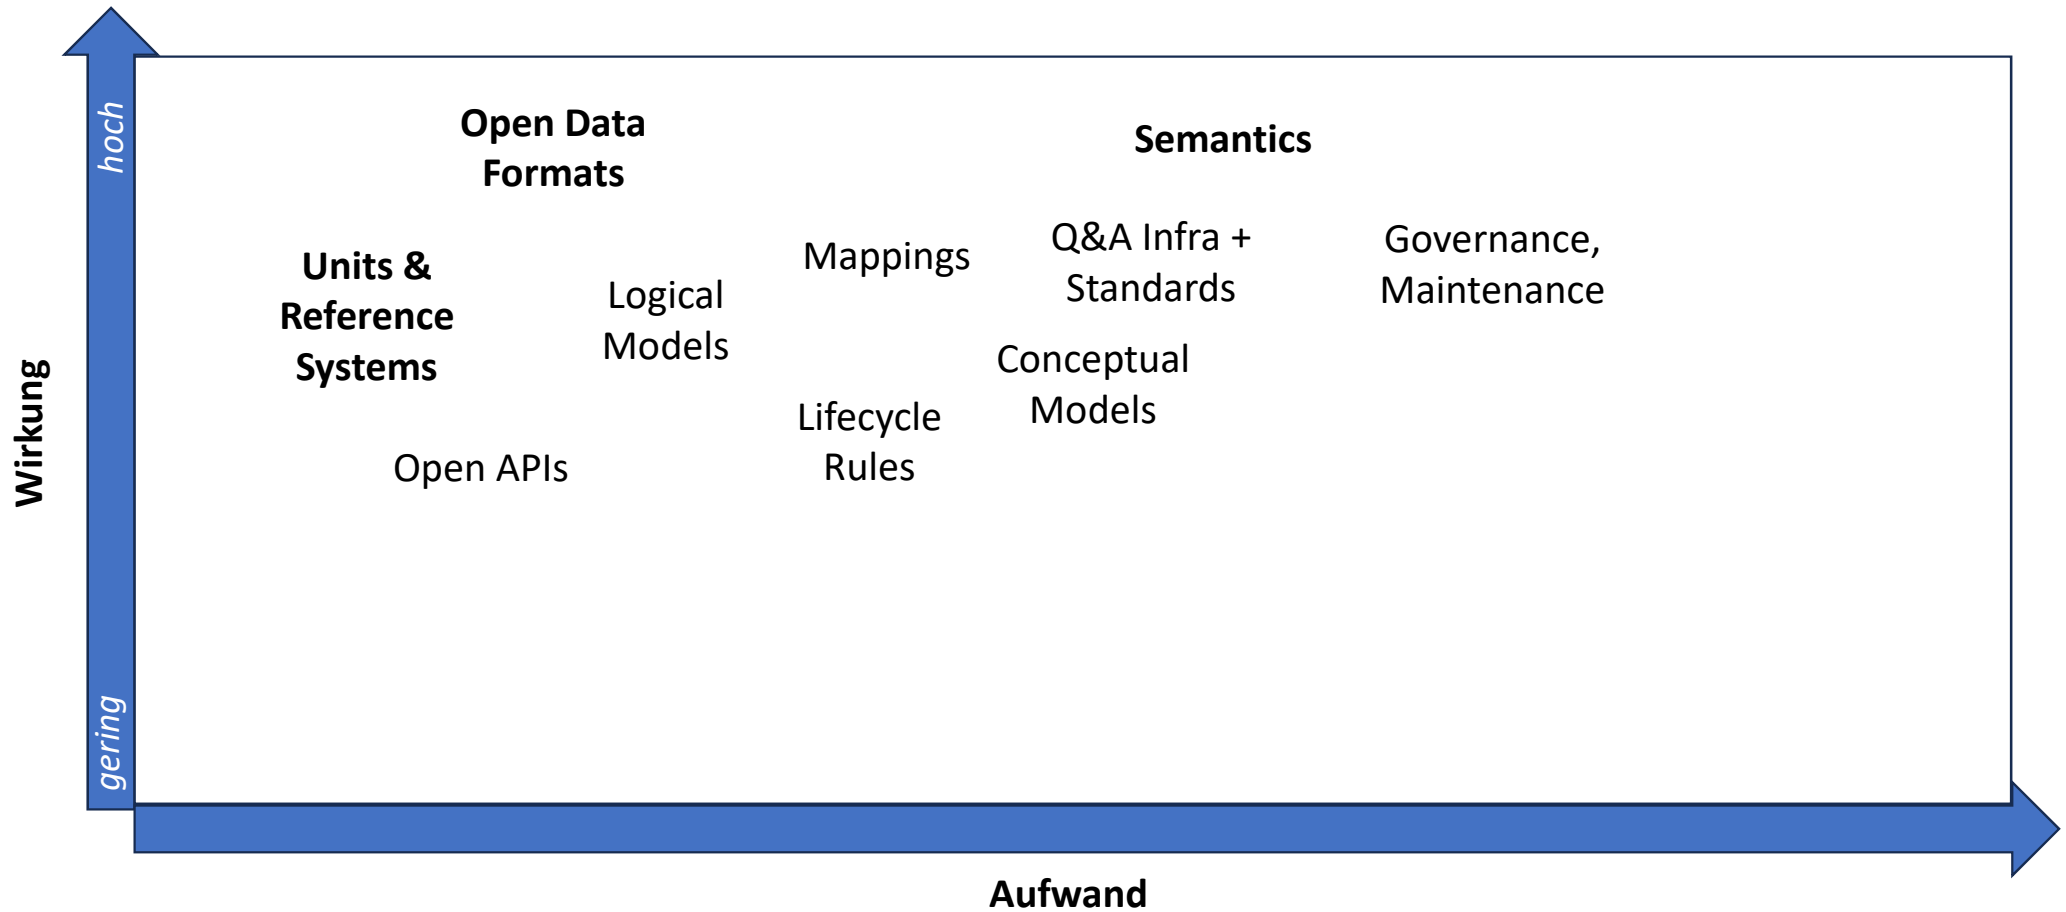 hoch
Open Data
Formats
Semantics
Units &
Reference
Systems
Logical
Models
Mappings
Q&A Infra +
Standards
Governance,
Maintenance
Conceptual
Models
Lifecycle
Rules
Open APIs
Wirkung
gering
Aufwand